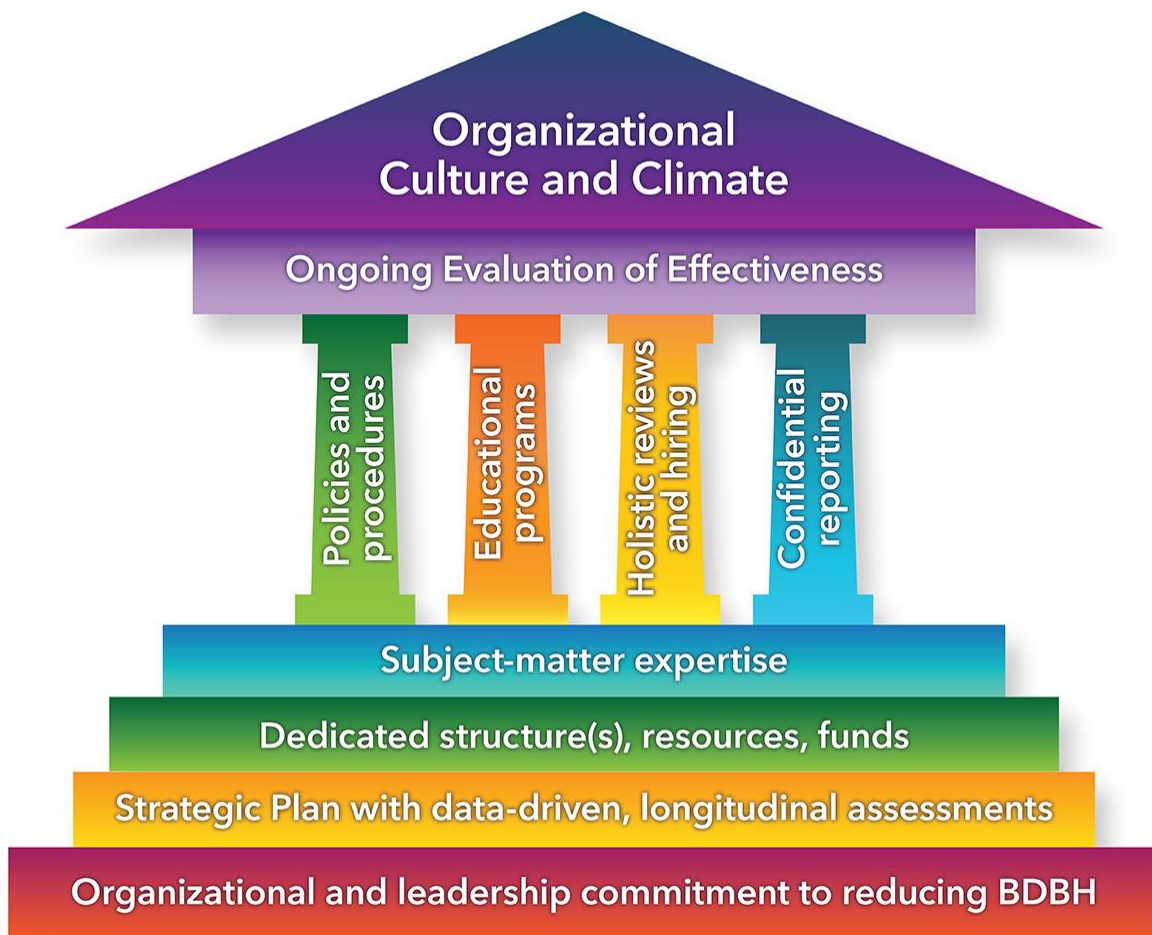 Organizational
Culture and Climate
Ongoing Evaluation of Effectiveness
Policies and
procedures
Educational
programs
Holistic reviews
and hiring
Confidential
reporting
Subject-matter expertise
Dedicated structure(s), resources, funds
Strategic Plan with data-driven, longitudinal assessments
Organizational and leadership commitment to reducing BDBH